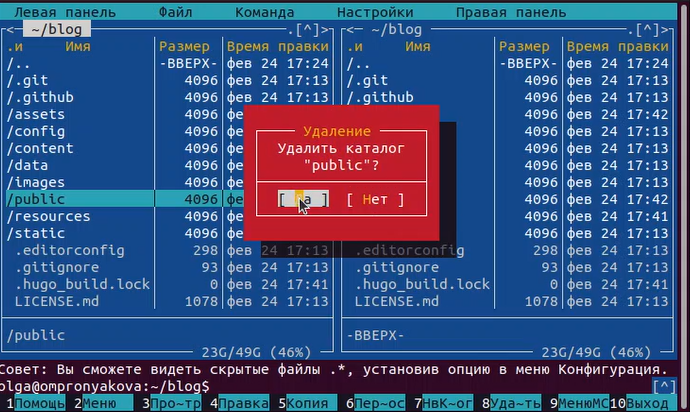 Левая панель Файл Команда Настройки Правая панель
<─ ~/blog ─.[^]> <─ ~/blog ─.[^]>
.и Имя Размер Время правки .и Имя Размер Время правки
/.. -ВВЕРХ- фев 24 17:24 /.. -ВВЕРХ- фев 24 17:24
/.git 4096 фев 24 17:13 /.git 4096 фев 24 17:13
/.github 4096 фев 24 17:13 /.github 4096 фев 24 17:13
/assets 4096 фе 4096 фев 24 17:42
/config 4096 фе 4096 фев 24 17:13
/content 4096 фе 4096 фев 24 17:13
/data 4096 фе 4096 фев 24 17:13
/images 4096 фе 4096 фев 24 17:13
/public 4096 фе 4096 фев 24 17:42
/resources 4096 фе 4096 фев 24 17:41
/static 4096 фе 4096 фев 24 17:42
.editorconfig 298 фев 24 17:13 .editorconfig 298 фев 24 17:13
.gitignore 93 фев 24 17:13 .gitignore 93 фев 24 17:13
.hugo_build.lock 0 фев 24 17:41 .hugo_build.lock 0 фев 24 17:41
LICENSE.md 1078 фев 24 17:13 LICENSE.md 1078 фев 24 17:13
/public -ВВЕРХ-
23G/49G (46%) 23G/49G (46%)
Удаление
Удалить каталог
"public"?
[ Да ] [ Нет ]
Совет: Вы сможете видеть скрытые файлы .*, установив опцию в меню Конфигурация.
olga@ompronyakova:~/blog$ [^]
1Помощь 2Меню 3Про~тр 4Правка 5Копия 6Пер~ос 7НвК~ог 8Уда~ть 9МенюМС 10Выход